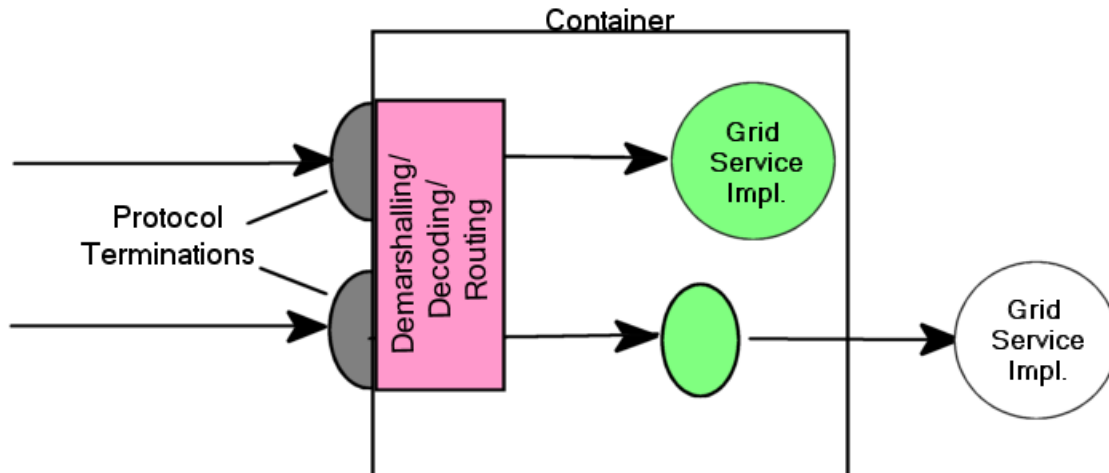 Container
Grid
Service
Impl.
Protocol
Terminations
Demarshalling/
Decoding/
Routing
Grid
Service
Impl.